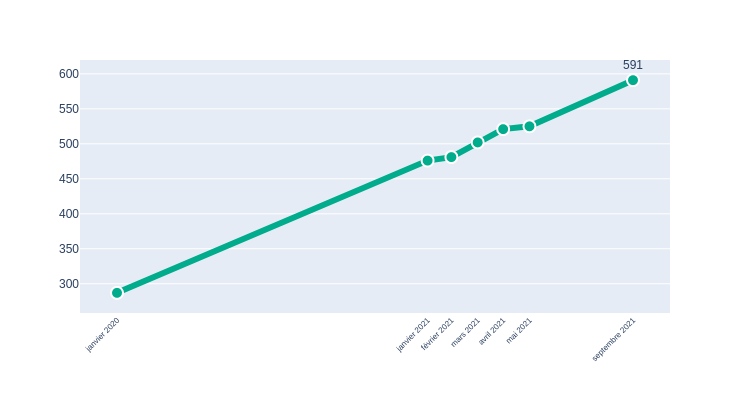 591
600
550
500
450
400
350
300
janvier 2020
janvier 2021
février 2021
mars 2021
avril 2021
mai 2021
septembre 2021